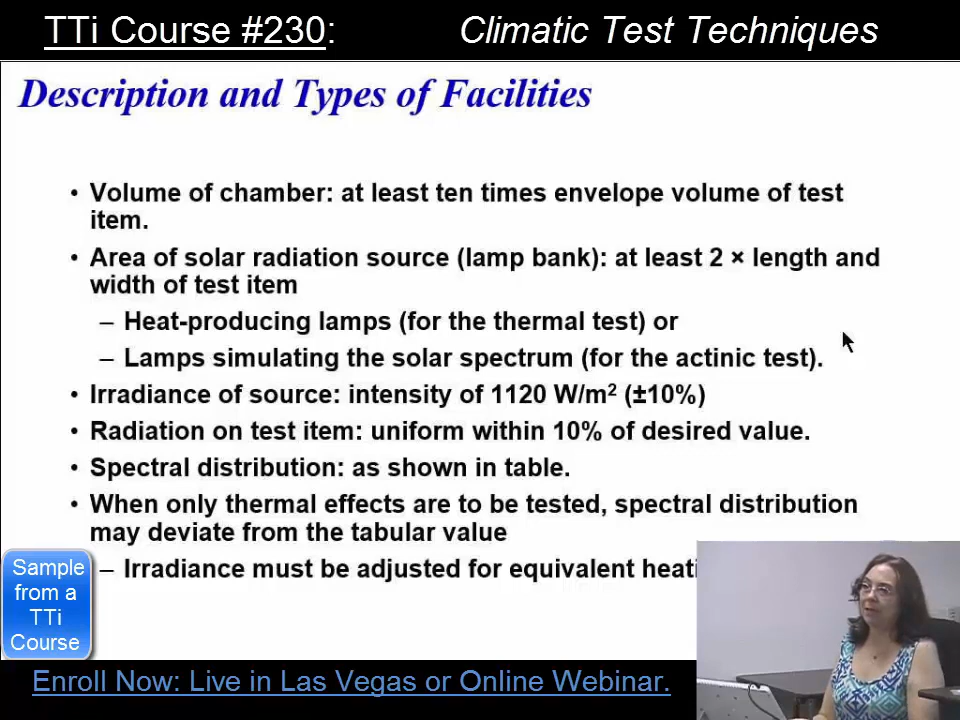 TTi Course #230: Climatic Test Techniques
Description and Types of Facilities
• Volume of chamber: at least ten times envelope volume of test
item.
• Area of solar radiation source (lamp bank): at least 2 × length and
width of test item
– Heat-producing lamps (for the thermal test) or
– Lamps simulating the solar spectrum (for the actinic test).
• Irradiance of source: intensity of 1120 W/m² (±10%)
• Radiation on test item: uniform within 10% of desired value.
• Spectral distribution: as shown in table.
• When only thermal effects are to be tested, spectral distribution
may deviate from the tabular value
– Irradiance must be adjusted for equivalent heati
Sample
from a
TTi
Course
Enroll Now: Live in Las Vegas or Online Webinar.